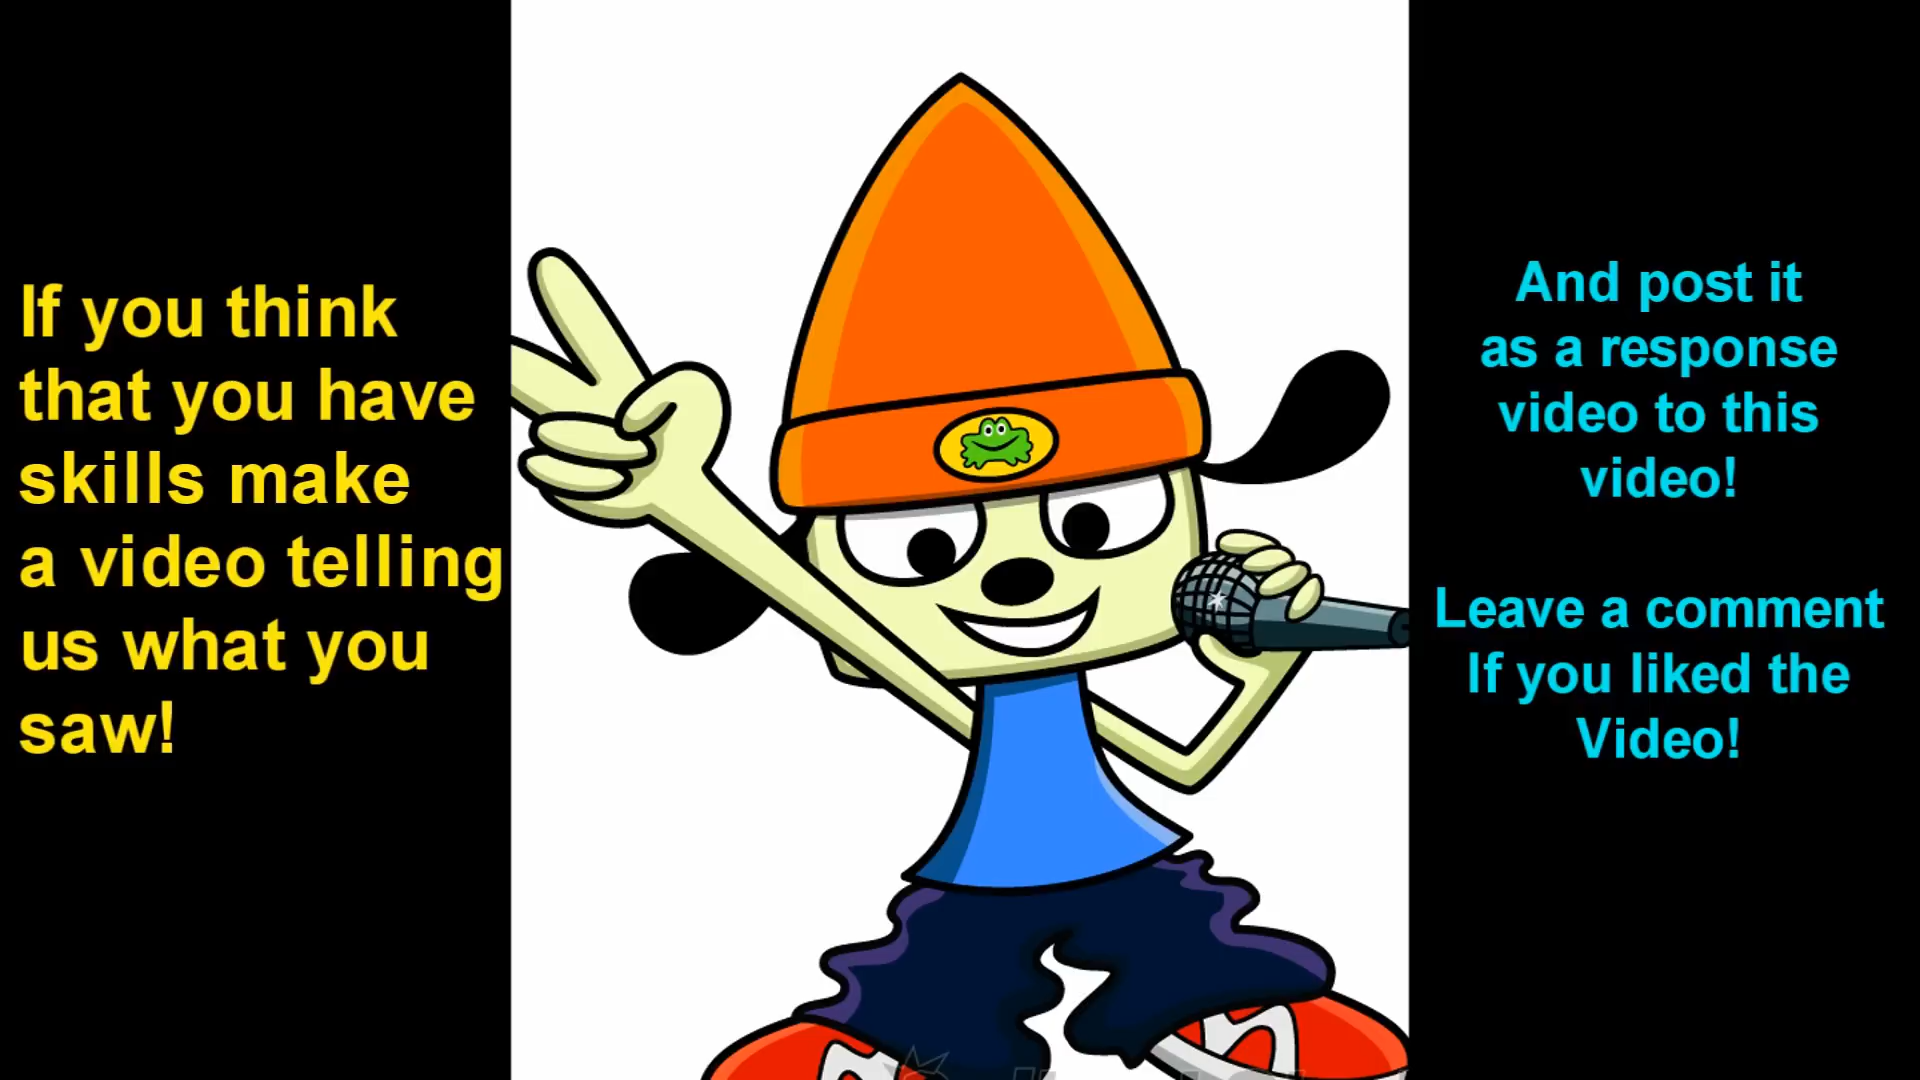 If you think
that you have
skills make
a video telling
us what you
saw!
And post it
as a response
video to this
video!
Leave a comment
If you liked the
Video!